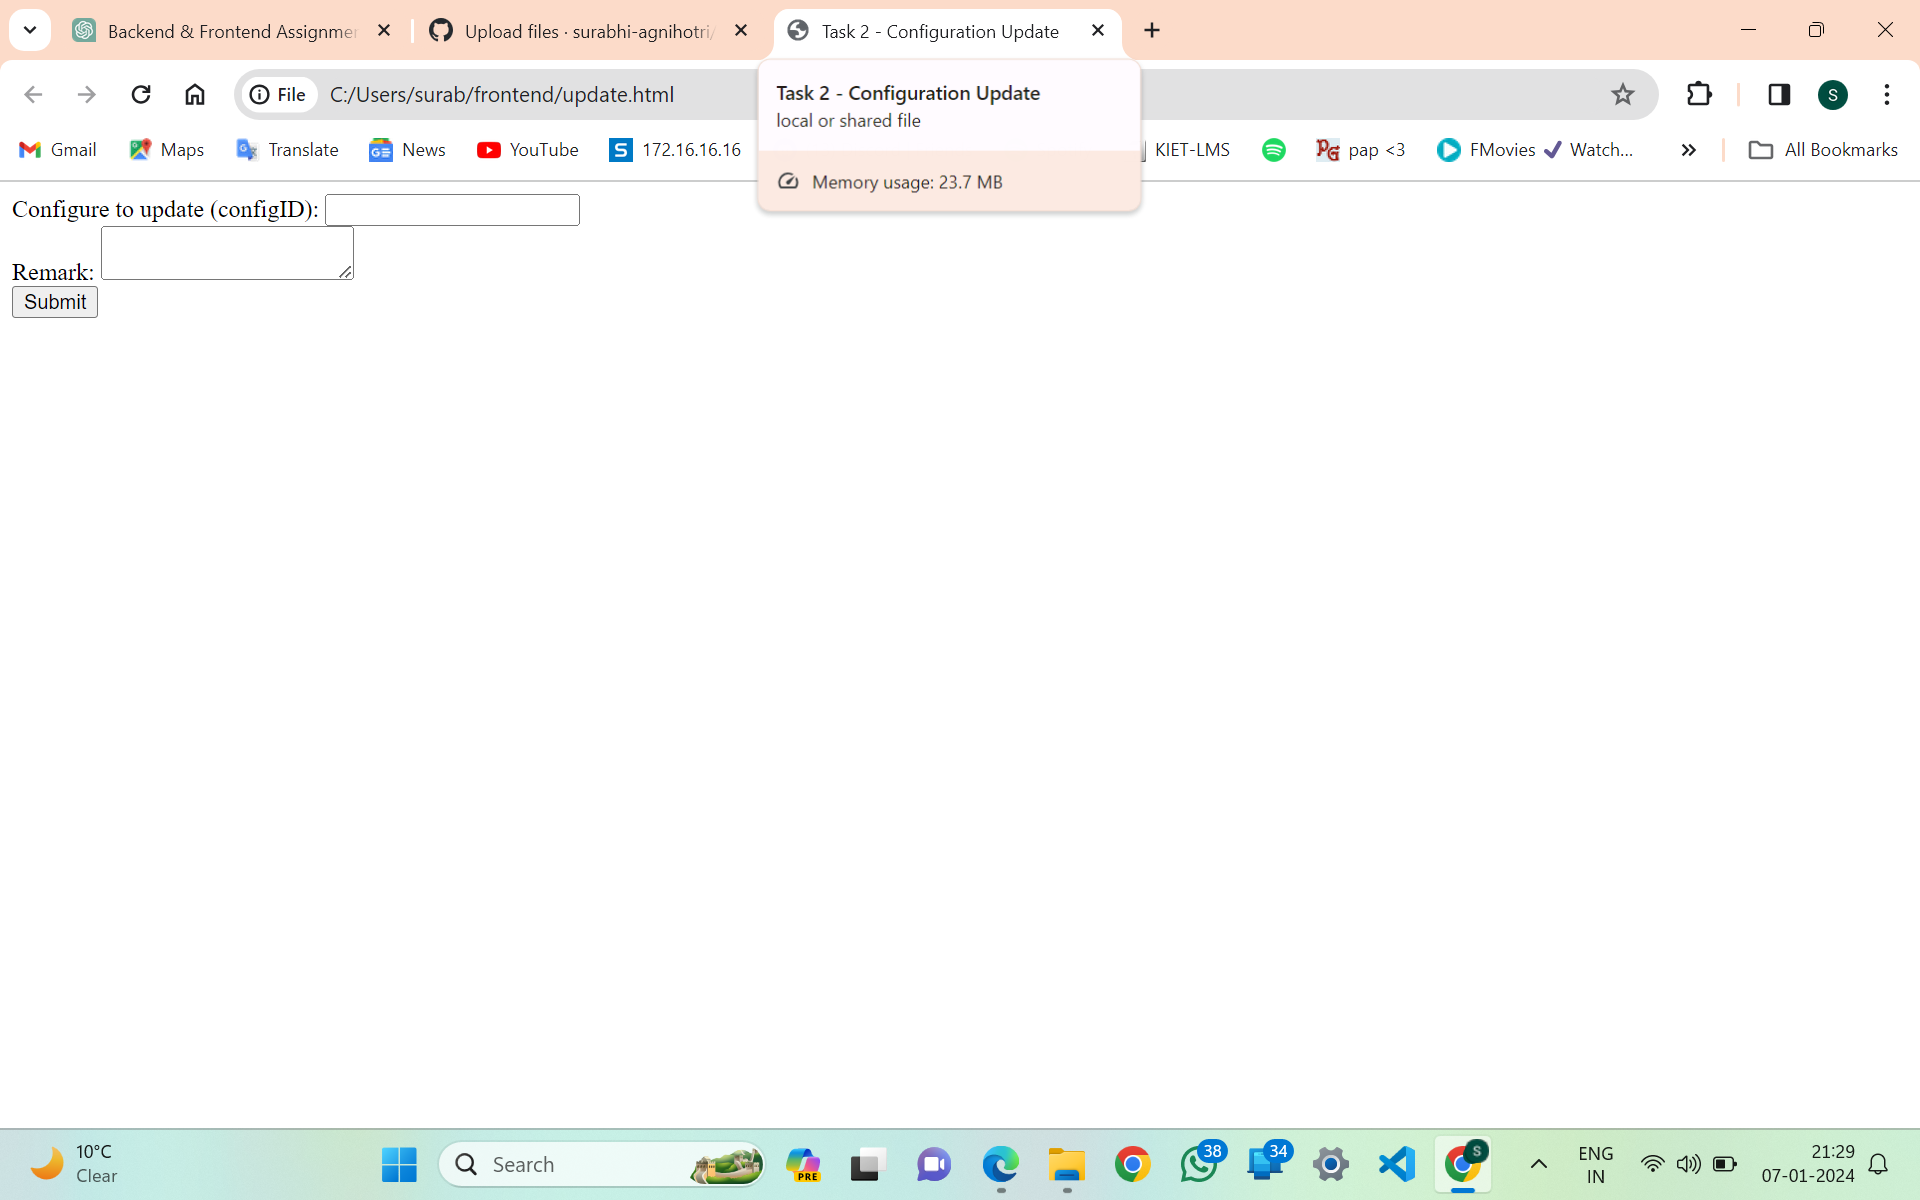 Backend & Frontend Assignmer
Upload files · surabhi-agnihotri/
Task 2 - Configuration Update
File
C:/Users/surab/frontend/update.html
S
Task 2 - Configuration Update
local or shared file
Memory usage: 23.7 MB
Gmail
Maps
Translate
News
YouTube
S
172.16.16.16
KIET-LMS
PG
pap <3
FMovies ✔ Watch...
All Bookmarks
Configure to update (configID):
Remark:
Submit
10°C
Clear
Search
PRE
38
34
S
ENG
IN
21:29
07-01-2024